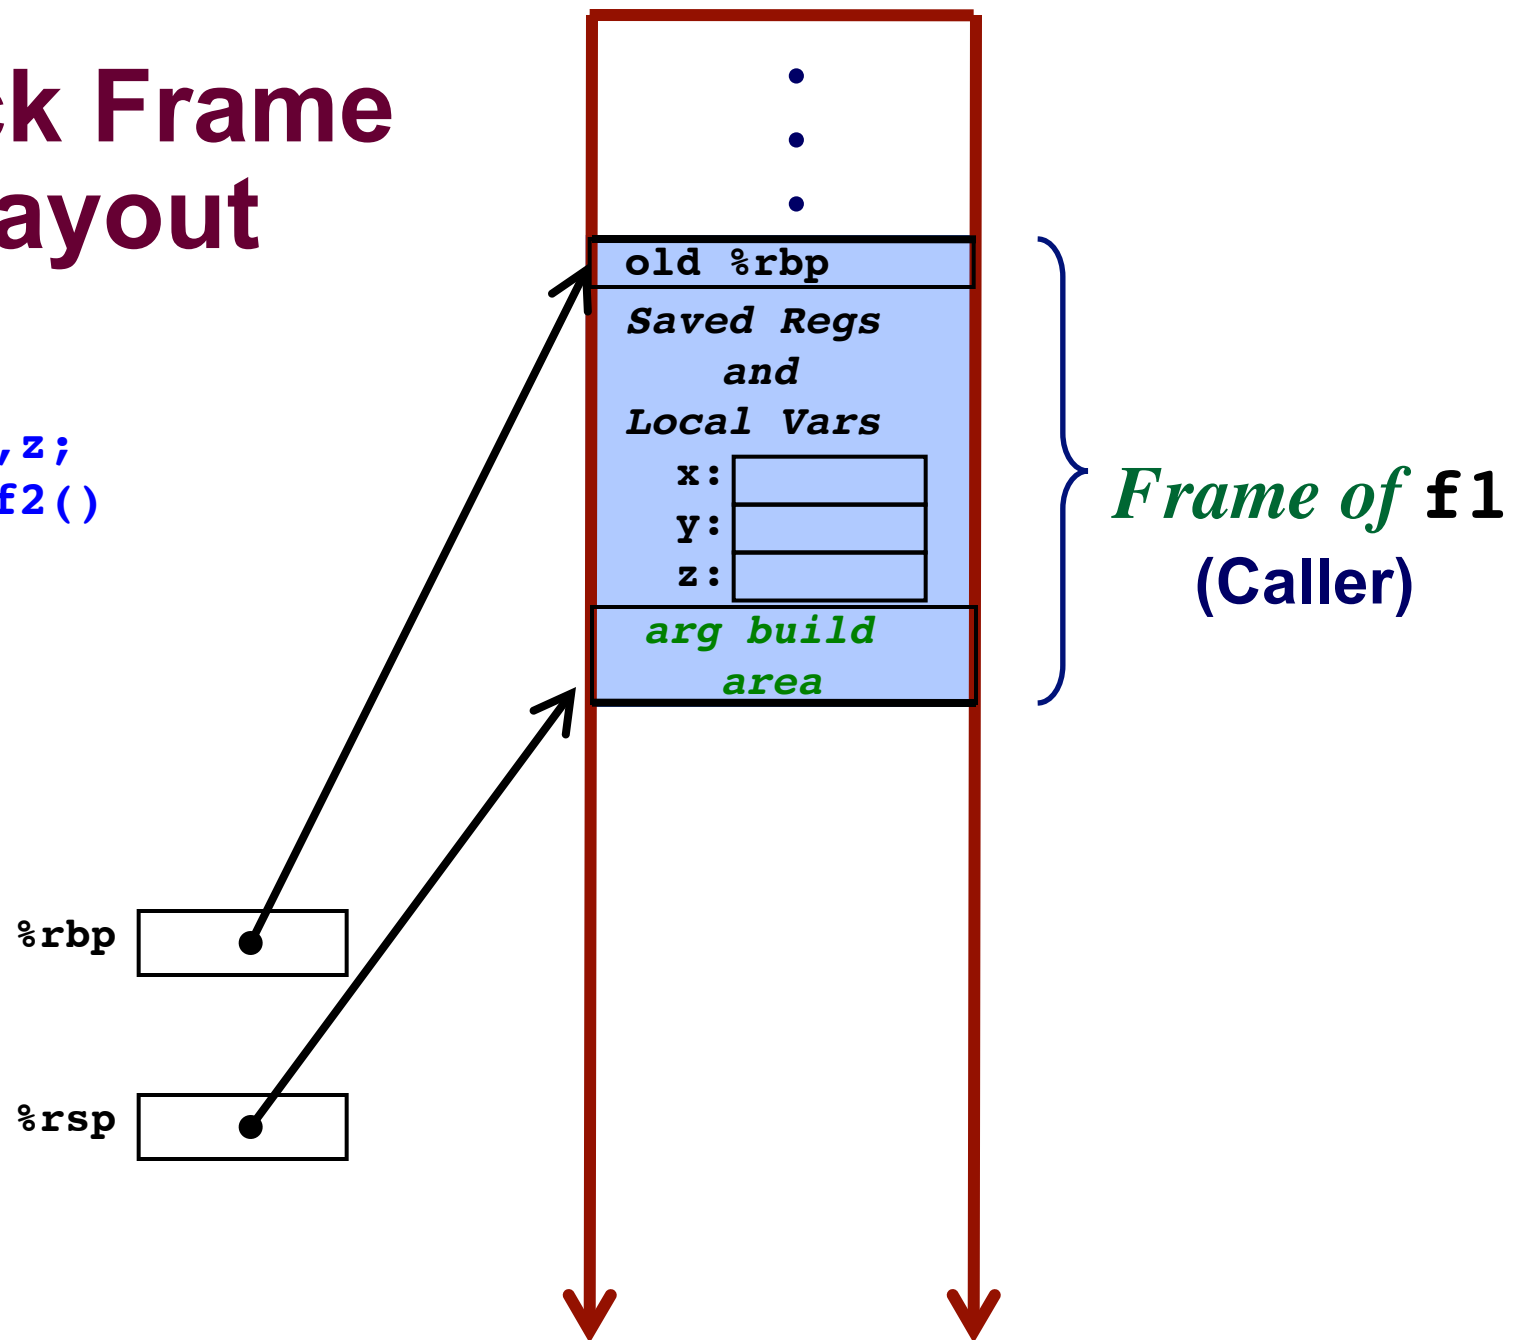 ck Frame
ayout
,z;
f2()
old %rbp
Saved Regs
and
Local Vars
x:
y:
z:
arg build
area
Frame of f1
(Caller)
%rbp
%rsp